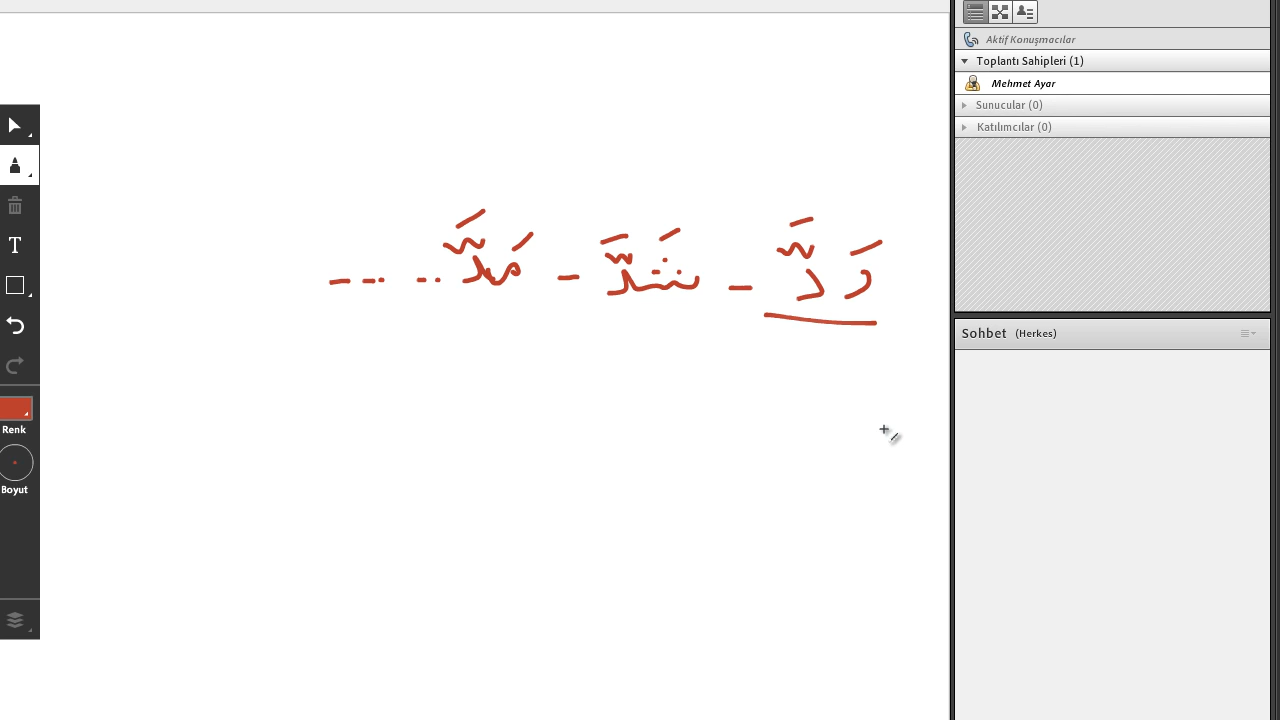 رَدَّ - شَدَّ - مَدَّ .. ---
T
Renk
Boyut
Aktif Konuşmacılar
Toplantı Sahipleri (1)
Mehmet Ayar
Sunucular (0)
Katılımcılar (0)
Sohbet (Herkes)